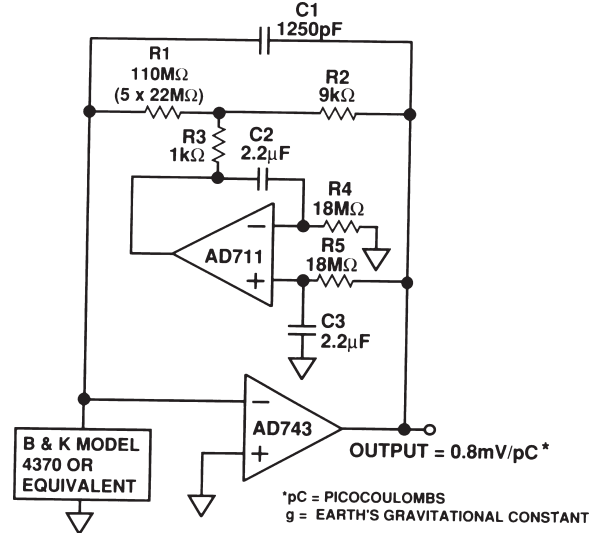 C1
1250pF
R1
110MΩ
(5 x 22MΩ)
R2
9kΩ
R3
1kΩ
C2
2.2μF
R4
18MΩ
AD711
R5
18MΩ
C3
2.2μF
AD743
B & K MODEL
4370 OR
EQUIVALENT
OUTPUT = 0.8mV/pC*
*pC = PICOCOULOMBS
g = EARTH'S GRAVITATIONAL CONSTANT